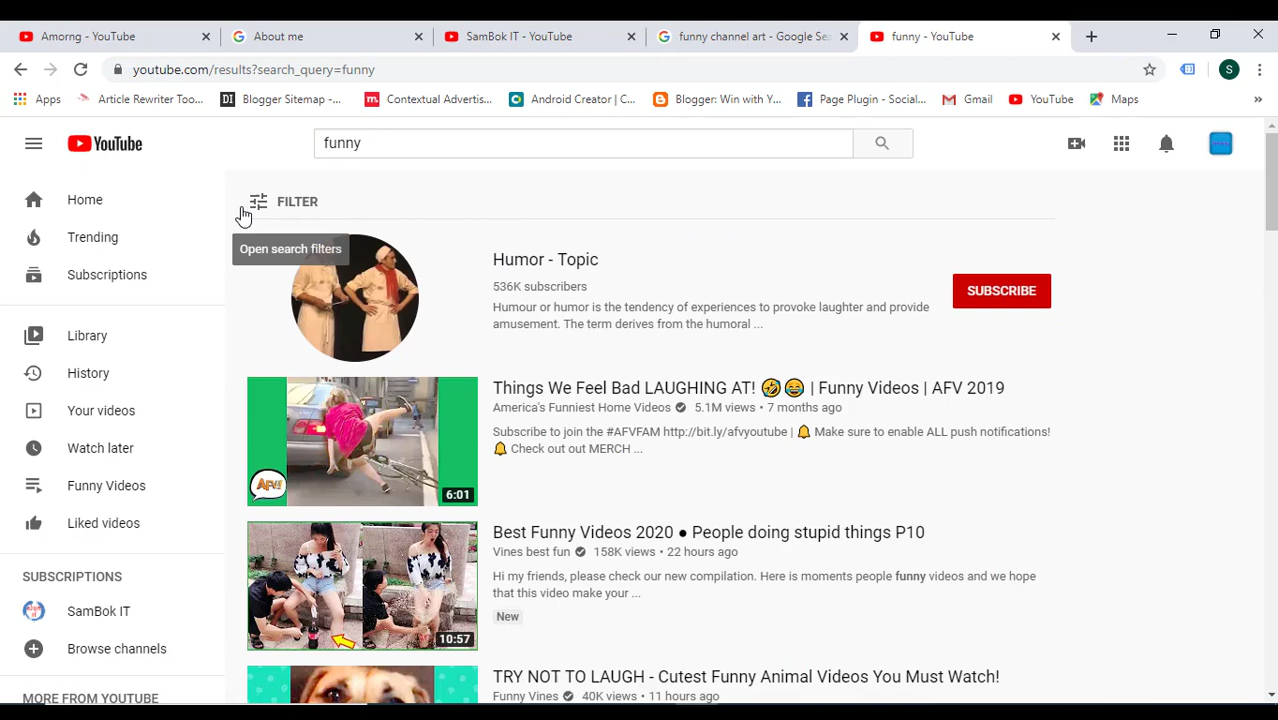 Amorng - YouTube
About me
SamBok IT - YouTube
funny channel art - Google Sea
funny - YouTube
youtube.com/results?search_query=funny
S
Apps
Article Rewriter Too...
DI
Blogger Sitemap -...
m
Contextual Advertis...
Android Creator | C...
Blogger: Win with Y...
Page Plugin - Social...
Gmail
YouTube
Maps
»
YouTube
funny
Home
Trending
Subscriptions
Library
History
Your videos
Watch later
Funny Videos
Liked videos
SUBSCRIPTIONS
SamBok IT
Browse channels
MORE FROM YOUTUBE
FILTER
Open search filters
Humor - Topic
536K subscribers
Humour or humor is the tendency of experiences to provoke laughter and provide
amusement. The term derives from the humoral ...
SUBSCRIBE
AFV!
6:01
Things We Feel Bad LAUGHING AT! 🤣😂 | Funny Videos | AFV 2019
America's Funniest Home Videos 5.1M views • 7 months ago
Subscribe to join the #AFVFAM http://bit.ly/afvyoutube | 🔔 Make sure to enable ALL push notifications!
🔔 Check out out MERCH ...
10:57
Best Funny Videos 2020 ● People doing stupid things P10
Vines best fun 158K views • 22 hours ago
Hi my friends, please check our new compilation. Here is moments people funny videos and we hope
that this video make your ...
New
TRY NOT TO LAUGH - Cutest Funny Animal Videos You Must Watch!
Funny Vines 40K views • 11 hours ago